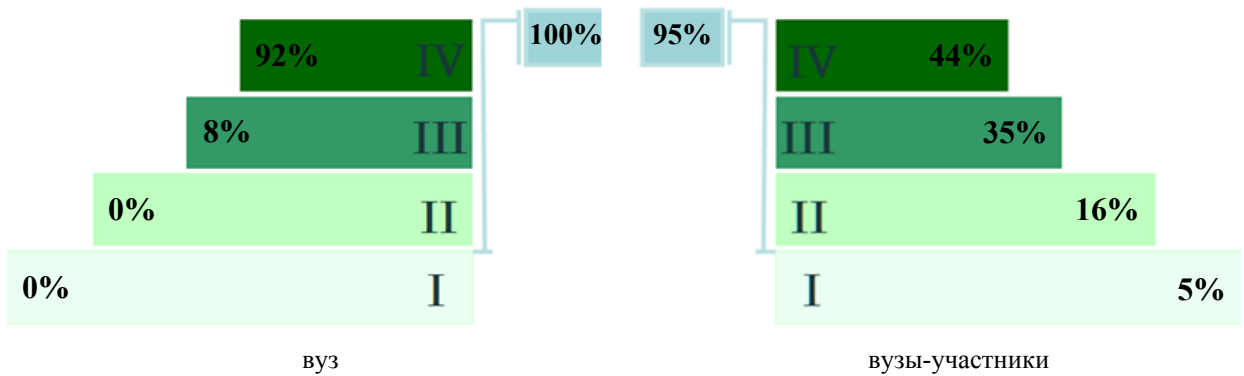 100% 95%
92% IV IV 44%
8% III III 35%
0% II II 16%
0% I I 5%
вуз вузы-участники